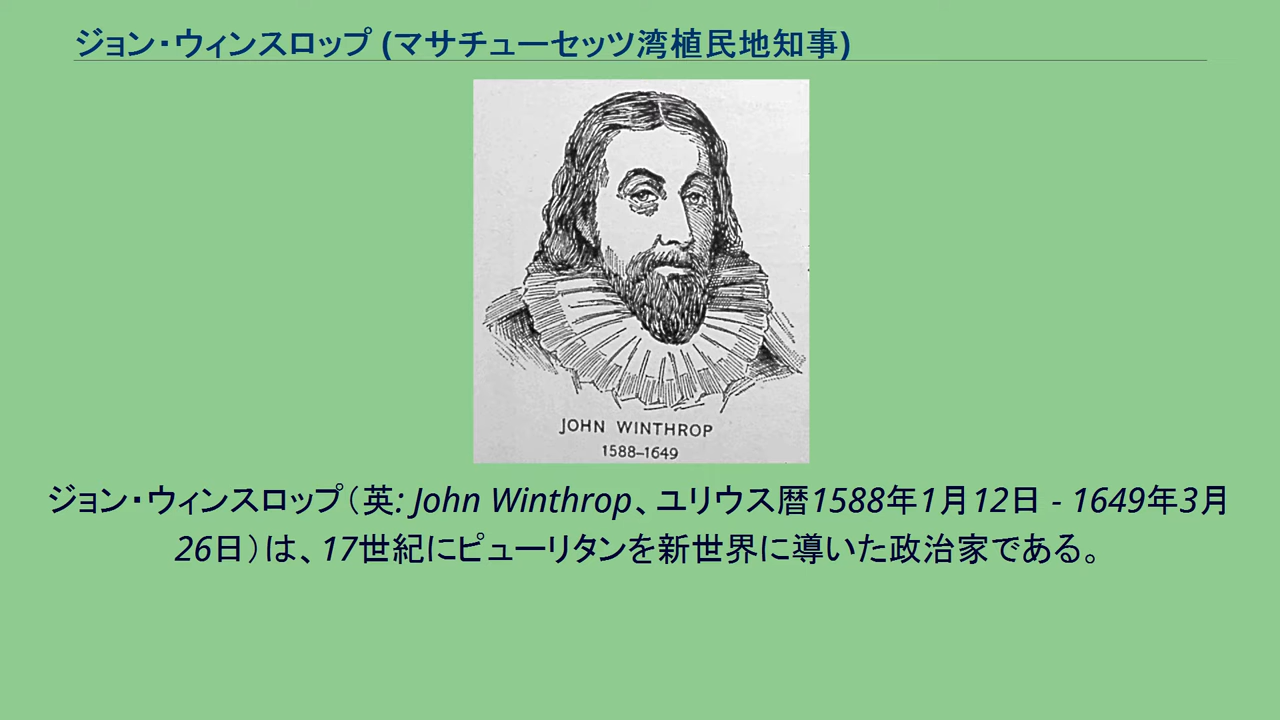 ジョン・ウィンスロップ (マサチューセッツ湾植民地知事)
JOHN WINTHROP
1588–1649
ジョン・ウィンスロップ（英: John Winthrop、ユリウス暦1588年1月12日 - 1649年3月
26日）は、17世紀にピューリタンを新世界に導いた政治家である。